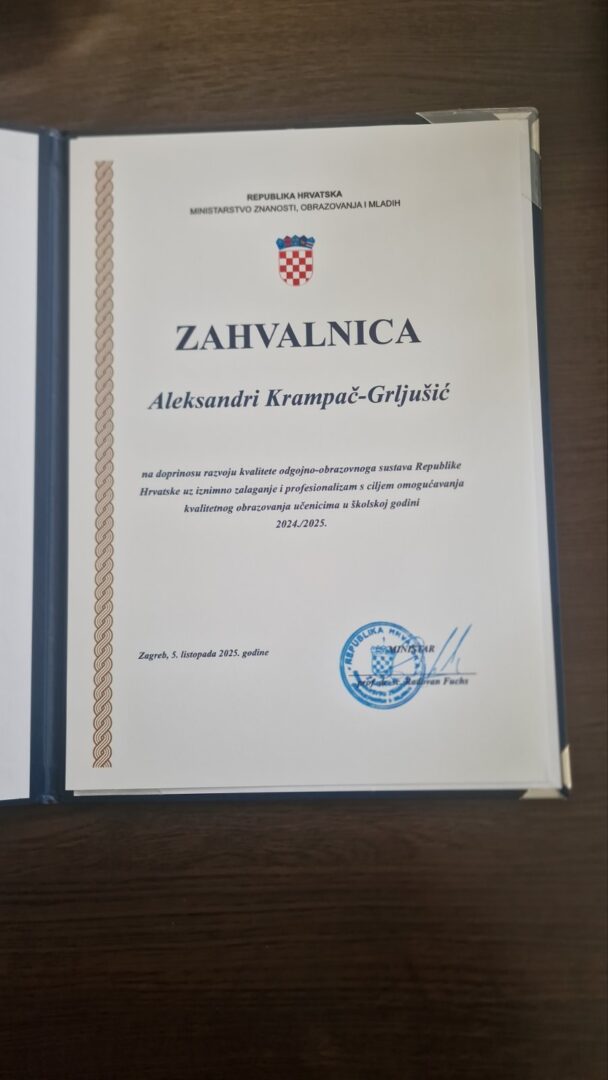 REPUBLIKA HRVATSKA
MINISTARSTVO ZNANOSTI, OBRAZOVANJA I MLADIH
ZAHVALNICA
Aleksandri Krampač-Grljušić
na doprinosu razvoju kvalitete odgojno-obrazovnoga sustava Republike
Hrvatske uz iznimno zalaganje i profesionalizam s ciljem omogućavanja
kvalitetnog obrazovanja učenicima u školskoj godini
2024./2025.
Zagreb, 5. listopada 2025. godine
REPUBLIKA HRVATSKA
MINISTAR
Radovan Fuchs